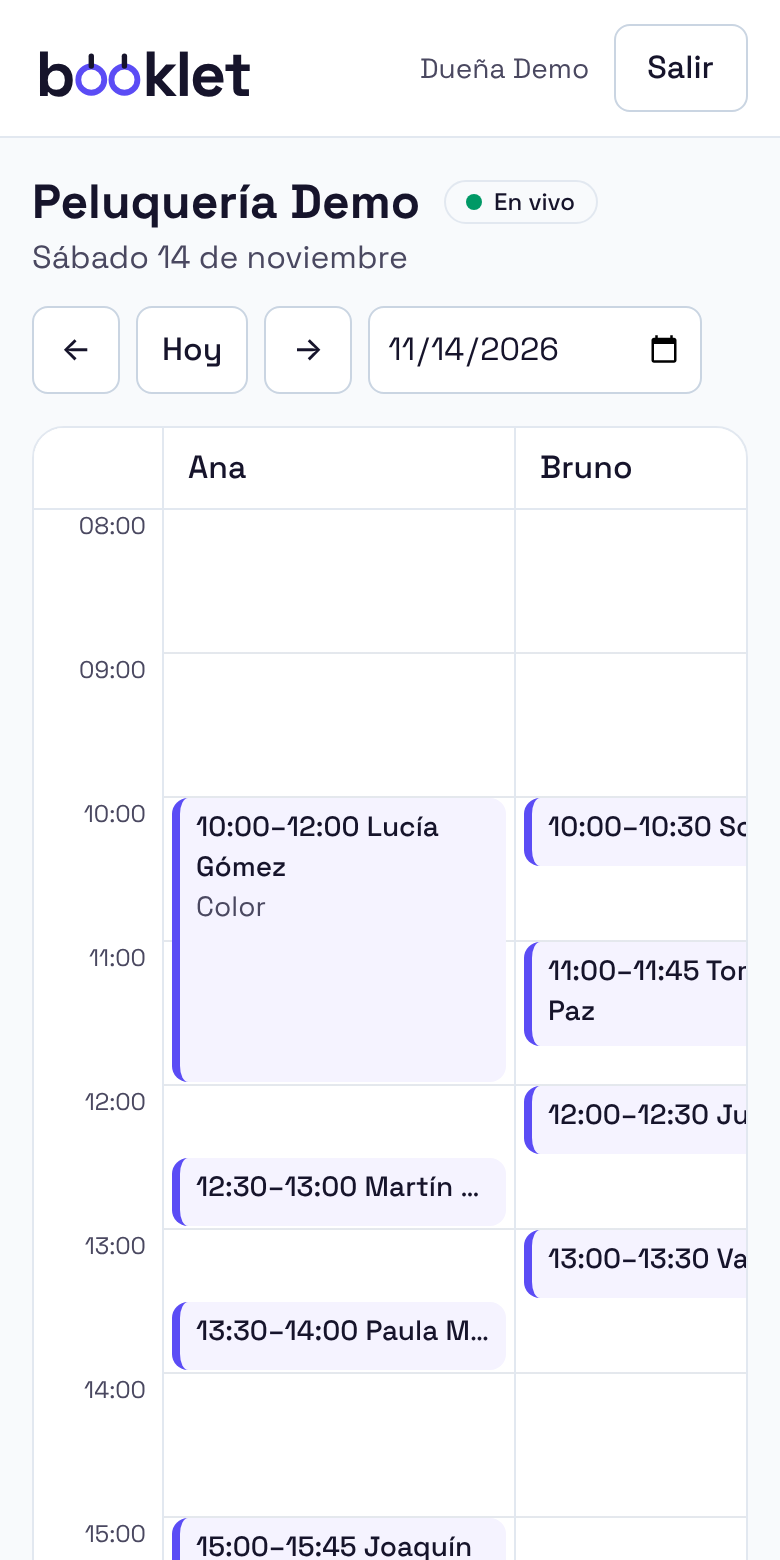 booklet
Dueña Demo
Salir
Peluquería Demo
En vivo
Sábado 14 de noviembre
←
Hoy
→
11/14/2026
Ana
Bruno
08:00
09:00
10:00
10:00–12:00 Lucía
Gómez
Color
10:00–10:30
11:00
11:00–11:45
Paz
12:00
12:00–12:30
12:30–13:00 Martín ...
13:00
13:00–13:30
13:30–14:00 Paula M...
14:00
15:00
15:00–15:45 Joaquín